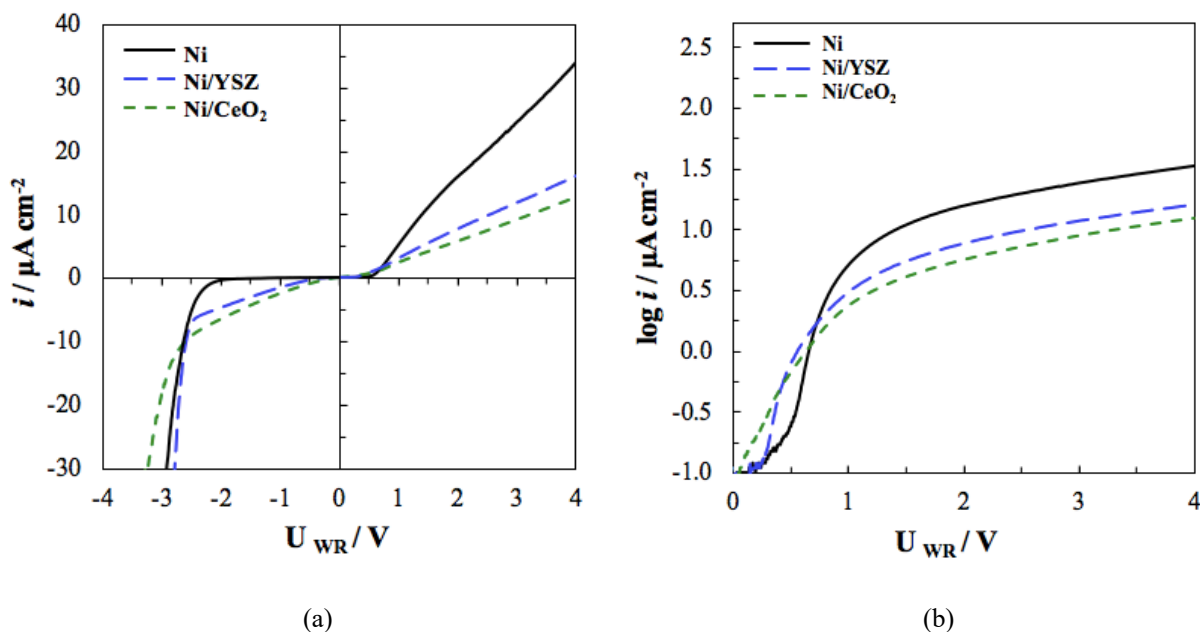 40
30
20
10
0
-10
-20
-30
i / µA cm⁻²
Ni
Ni/YSZ
Ni/CeO₂
-4 -3 -2 -1 0 1 2 3 4
U WR / V
(a)
2.5
2.0
1.5
1.0
0.5
0.0
-0.5
-1.0
log i / µA cm⁻²
Ni
Ni/YSZ
Ni/CeO₂
0 1 2 3 4
U WR / V
(b)